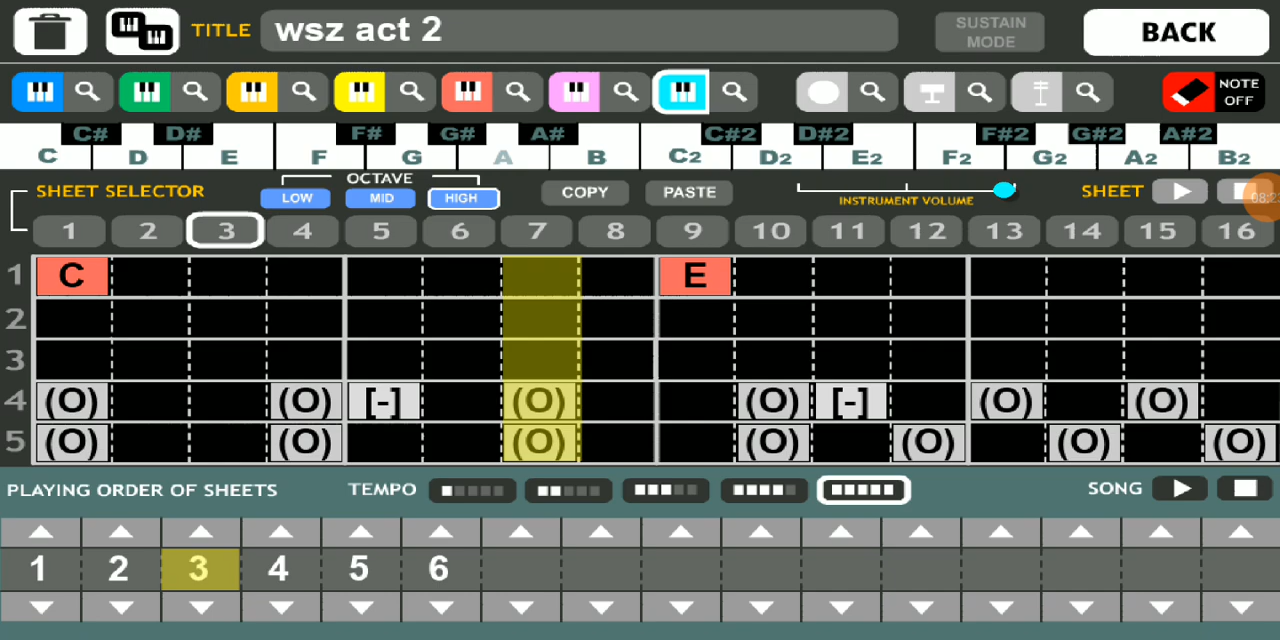 TITLE wsz act 2 SUSTAIN MODE BACK
NOTE OFF
C# D# F# G# A# C#2 D#2 F#2 G#2 A#2
C D E F G A B C2 D2 E2 F2 G2 A2 B2
SHEET SELECTOR OCTAVE LOW MID HIGH COPY PASTE INSTRUMENT VOLUME SHEET
1 2 3 4 5 6 7 8 9 10 11 12 13 14 15 16
1 C E
2
3
4 (O) (O) [-] (O) (O) [-] (O) (O)
5 (O) (O) (O) (O) (O) (O) (O)
PLAYING ORDER OF SHEETS TEMPO SONG
1 2 3 4 5 6